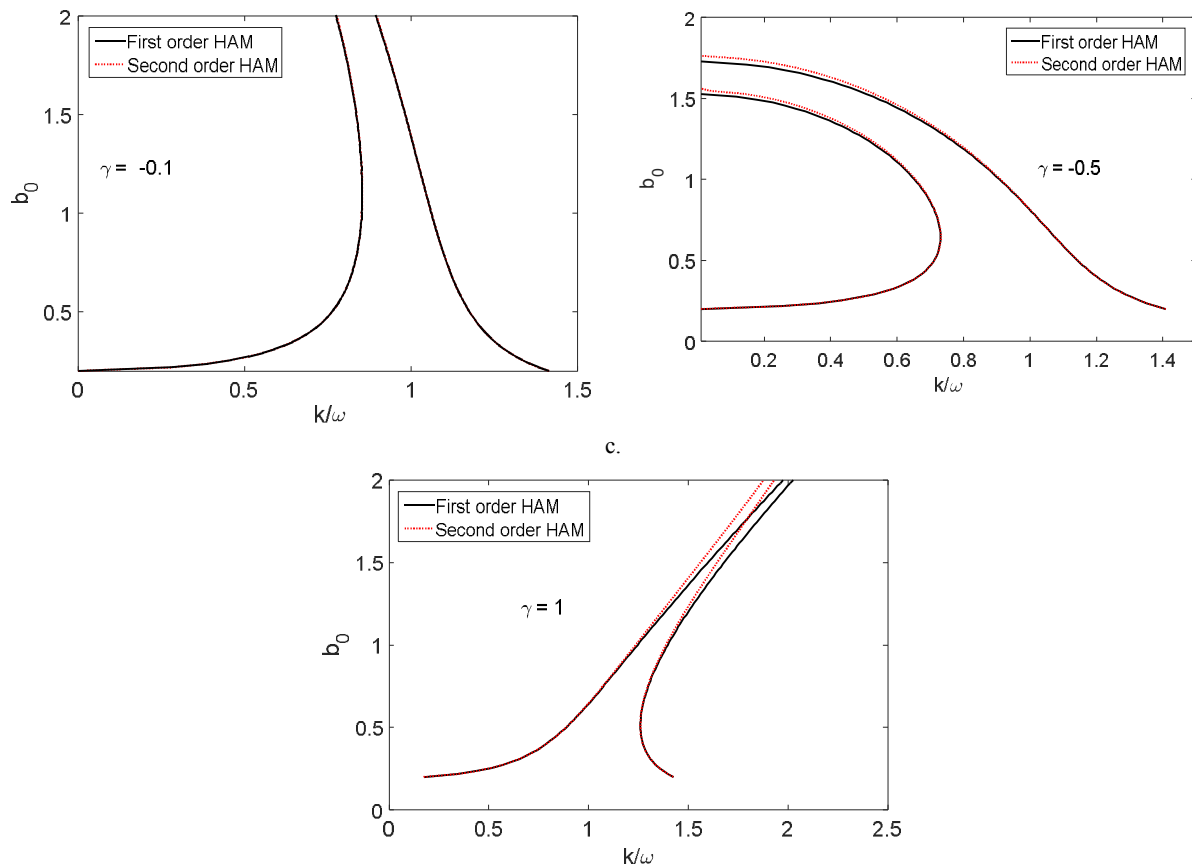 2
First order HAM
Second order HAM
1.5
γ = -0.1
b0
1
0.5
0
0.5
1
1.5
k/ω
2
First order HAM
Second order HAM
1.5
γ = -0.5
b0
1
0.5
0
0.2
0.4
0.6
0.8
1
1.2
1.4
k/ω
c.
2
First order HAM
Second order HAM
1.5
γ = 1
b0
1
0.5
0
0
0.5
1
1.5
2
2.5
k/ω